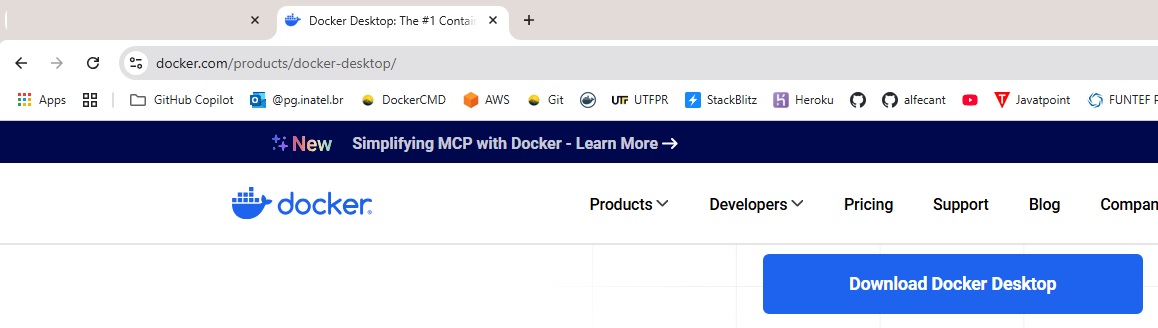 Docker Desktop: The #1 Contai
docker.com/products/docker-desktop/
Apps GitHub Copilot @pg.inatel.br DockerCMD AWS Git UTF UTFPR StackBlitz Heroku alfecant Javatpoint FUNTEF P
New Simplifying MCP with Docker - Learn More →
docker®
Products Developers Pricing Support Blog Compan
Download Docker Desktop